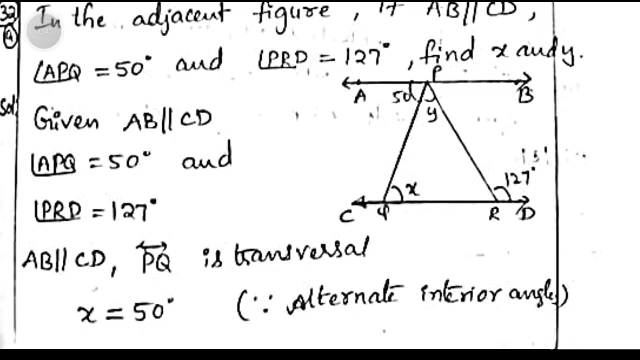 32
(a) In the adjacent figure, If AB∥CD,
∠APQ = 50° and ∠PRD = 127°, find x and y.
P
A 50 B
y
x 127°
C Q R D
Sol: Given AB∥CD
∠APQ = 50° and
∠PRD = 127°
AB∥CD, PQ is transversal
x = 50° (∵ Alternate interior angles)